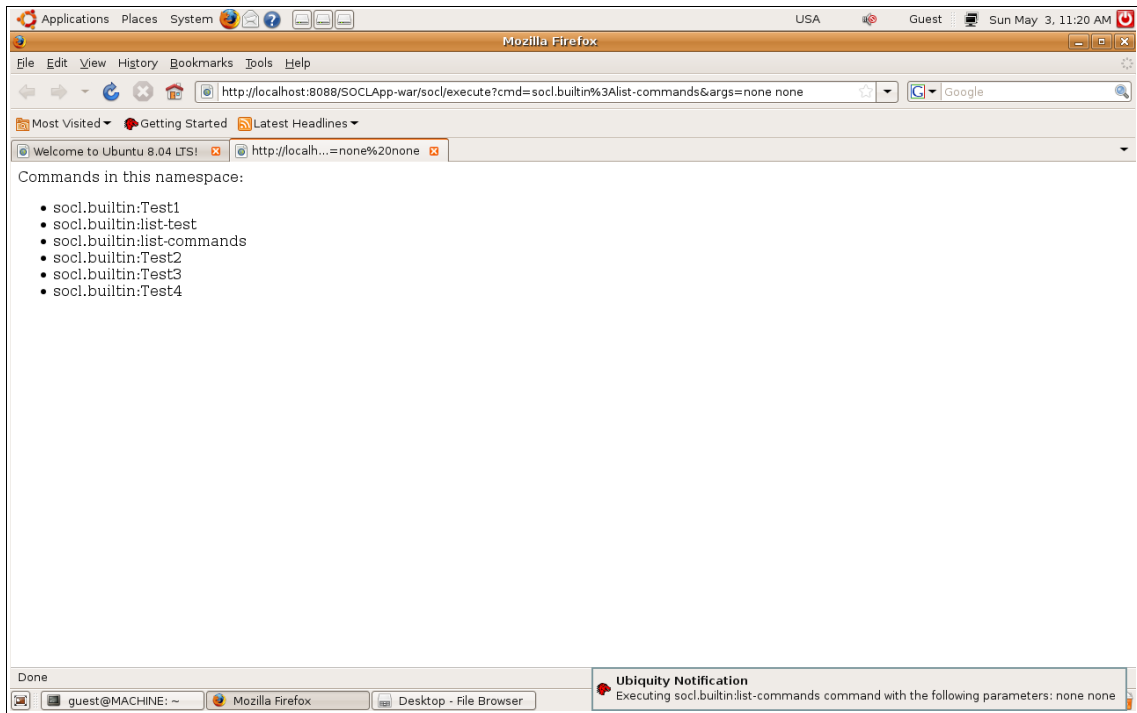 Applications Places System USA Guest Sun May 3, 11:20 AM
Mozilla Firefox
File Edit View History Bookmarks Tools Help
http://localhost:8088/SOCLApp-war/socl/execute?cmd=socl.builtin%3Alist-commands&args=none none G Google
Most Visited Getting Started Latest Headlines
Welcome to Ubuntu 8.04 LTS! http://localh...=none%20none
Commands in this namespace:
• socl.builtin:Test1
• socl.builtin:list-test
• socl.builtin:list-commands
• socl.builtin:Test2
• socl.builtin:Test3
• socl.builtin:Test4
Done
Ubiquity Notification
Executing socl.builtin:list-commands command with the following parameters: none none
guest@MACHINE: ~ Mozilla Firefox Desktop - File Browser